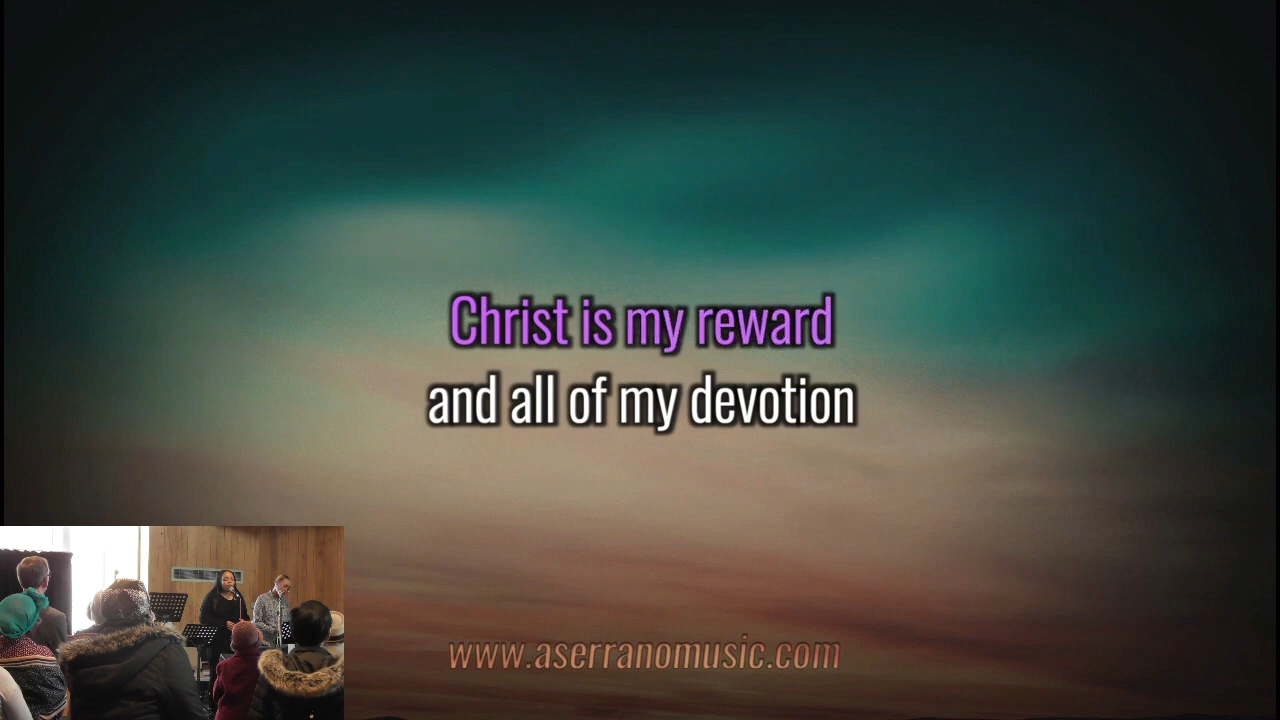 Christ is my reward
and all of my devotion
www.aserranomusic.com